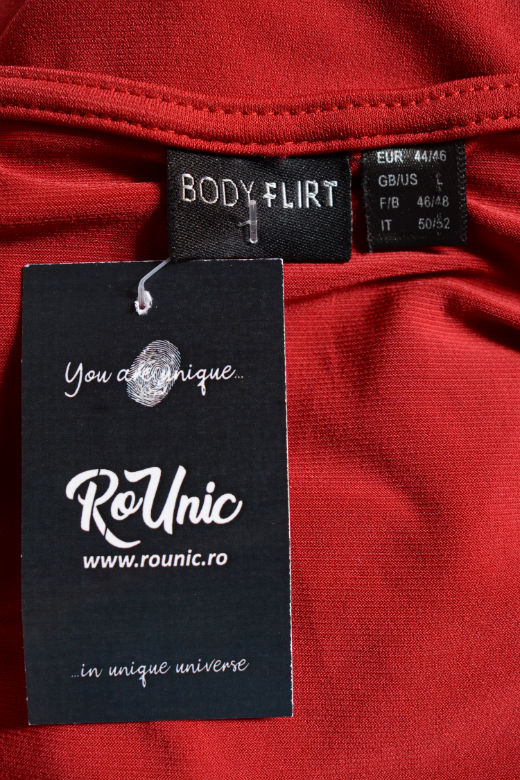 BODY FLIRT
EUR 44/46
GB/US L
F/B 46/48
IT 50/52
You are unique...
RoUnic
www.rounic.ro
...in unique universe